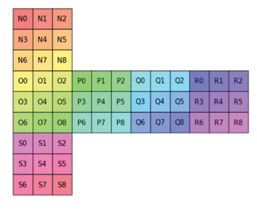 N0 N1 N2
N3 N4 N5
N6 N7 N8
O0 O1 O2 P0 P1 P2 Q0 Q1 Q2 R0 R1 R2
O3 O4 O5 P3 P4 P5 Q3 Q4 Q5 R3 R4 R5
O6 O7 O8 P6 P7 P8 Q6 Q7 Q8 R6 R7 R8
S0 S1 S2
S3 S4 S5
S6 S7 S8